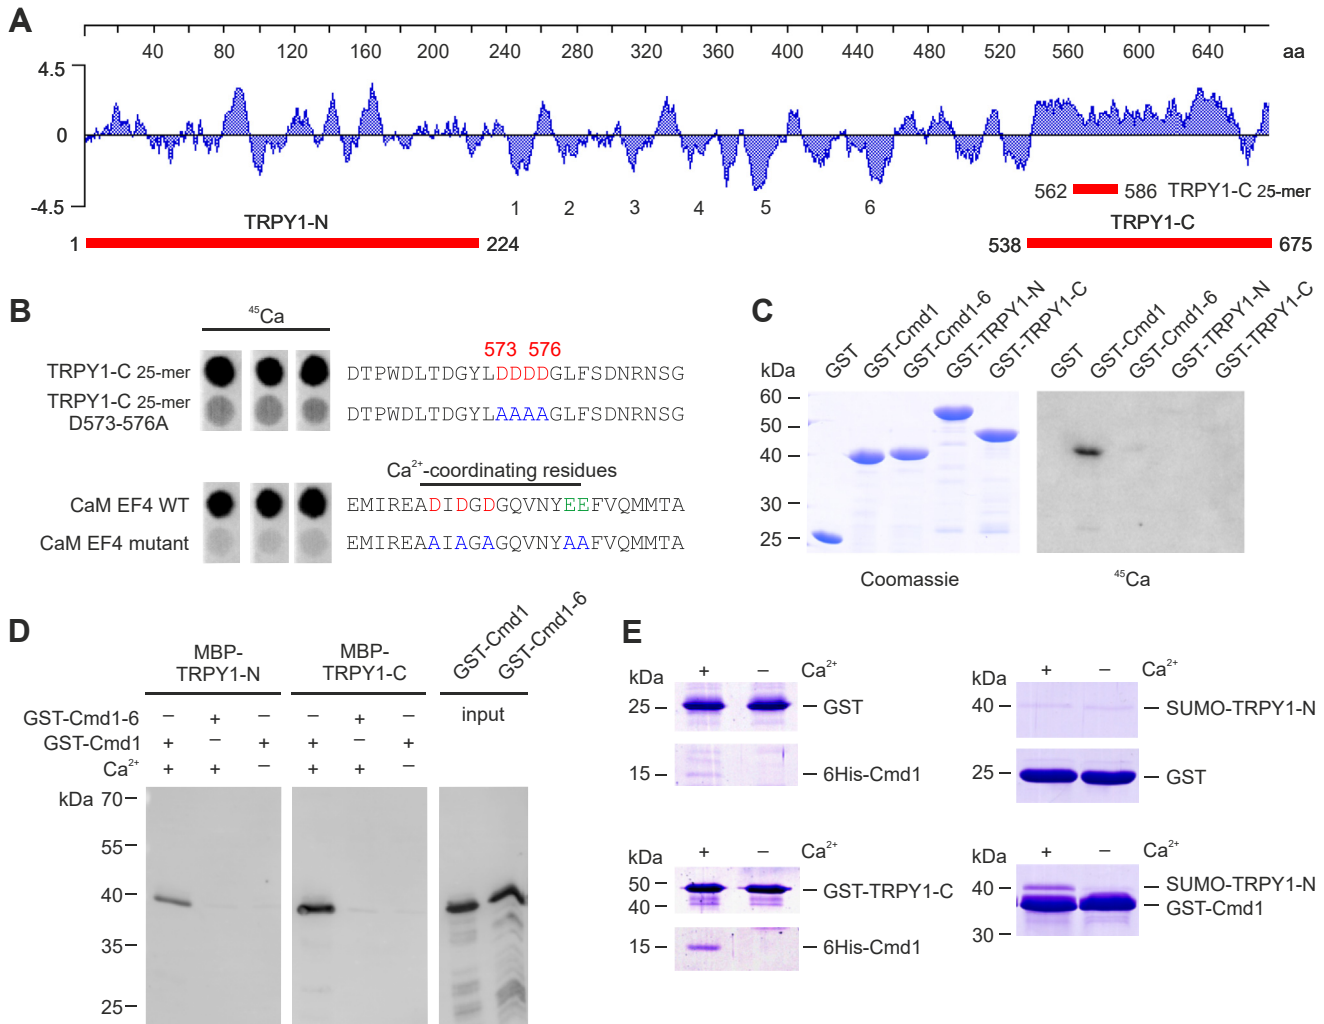 A
40 80 120 160 200 240 280 320 360 400 440 480 520 560 600 640 aa
4.5
0
-4.5
562 586 TRPY1-C 25-mer
1 2 3 4 5 6
TRPY1-N TRPY1-C
1 224 538 675
B
45Ca
573 576
TRPY1-C 25-mer DTPWDLTDGYLDDDDGLFSDNRNSG
TRPY1-C 25-mer
D573-576A DTPWDLTDGYLAAAAGLFSDNRNSG
Ca2+-coordinating residues
CaM EF4 WT EMIREADIDGDGQVNYEEFVQMMTA
CaM EF4 mutant EMIREAAIAGAGQVNYAAFVQMMTA
C
GST GST-Cmd1 GST-Cmd1-6 GST-TRPY1-N GST-TRPY1-C GST GST-Cmd1 GST-Cmd1-6 GST-TRPY1-N GST-TRPY1-C
kDa
60
50
40
30
25
Coomassie 45Ca
D
MBP-
TRPY1-N
MBP-
TRPY1-C
GST-Cmd1 GST-Cmd1-6
input
GST-Cmd1-6 – + – – + –
GST-Cmd1 + – + + – +
Ca2+ + + – + + –
kDa 70
55
40
35
25
E
kDa + – Ca2+
25 GST
15 6His-Cmd1
kDa + – Ca2+
40 SUMO-TRPY1-N
25 GST
kDa + – Ca2+
50 GST-TRPY1-C
40
15 6His-Cmd1
kDa + – Ca2+
40 SUMO-TRPY1-N
GST-Cmd1
30